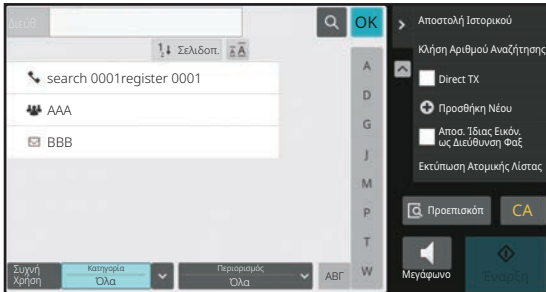 Διευθ.
OK
Σελιδοπ.
search 0001register 0001
AAA
BBB
A
D
G
J
M
P
T
W
Συχνή
Χρήση
Κατηγορία
Όλα
Περιορισμός
Όλα
ΑΒΓ
Αποστολή Ιστορικού
Κλήση Αριθμού Αναζήτησης
Direct TX
Προσθήκη Νέου
Αποσ. Ίδιας Εικόν.
ως Διεύθυνση Φαξ
Εκτύπωση Ατομικής Λίστας
Προεπισκόπ
CA
Μεγάφωνο
Έναρξη